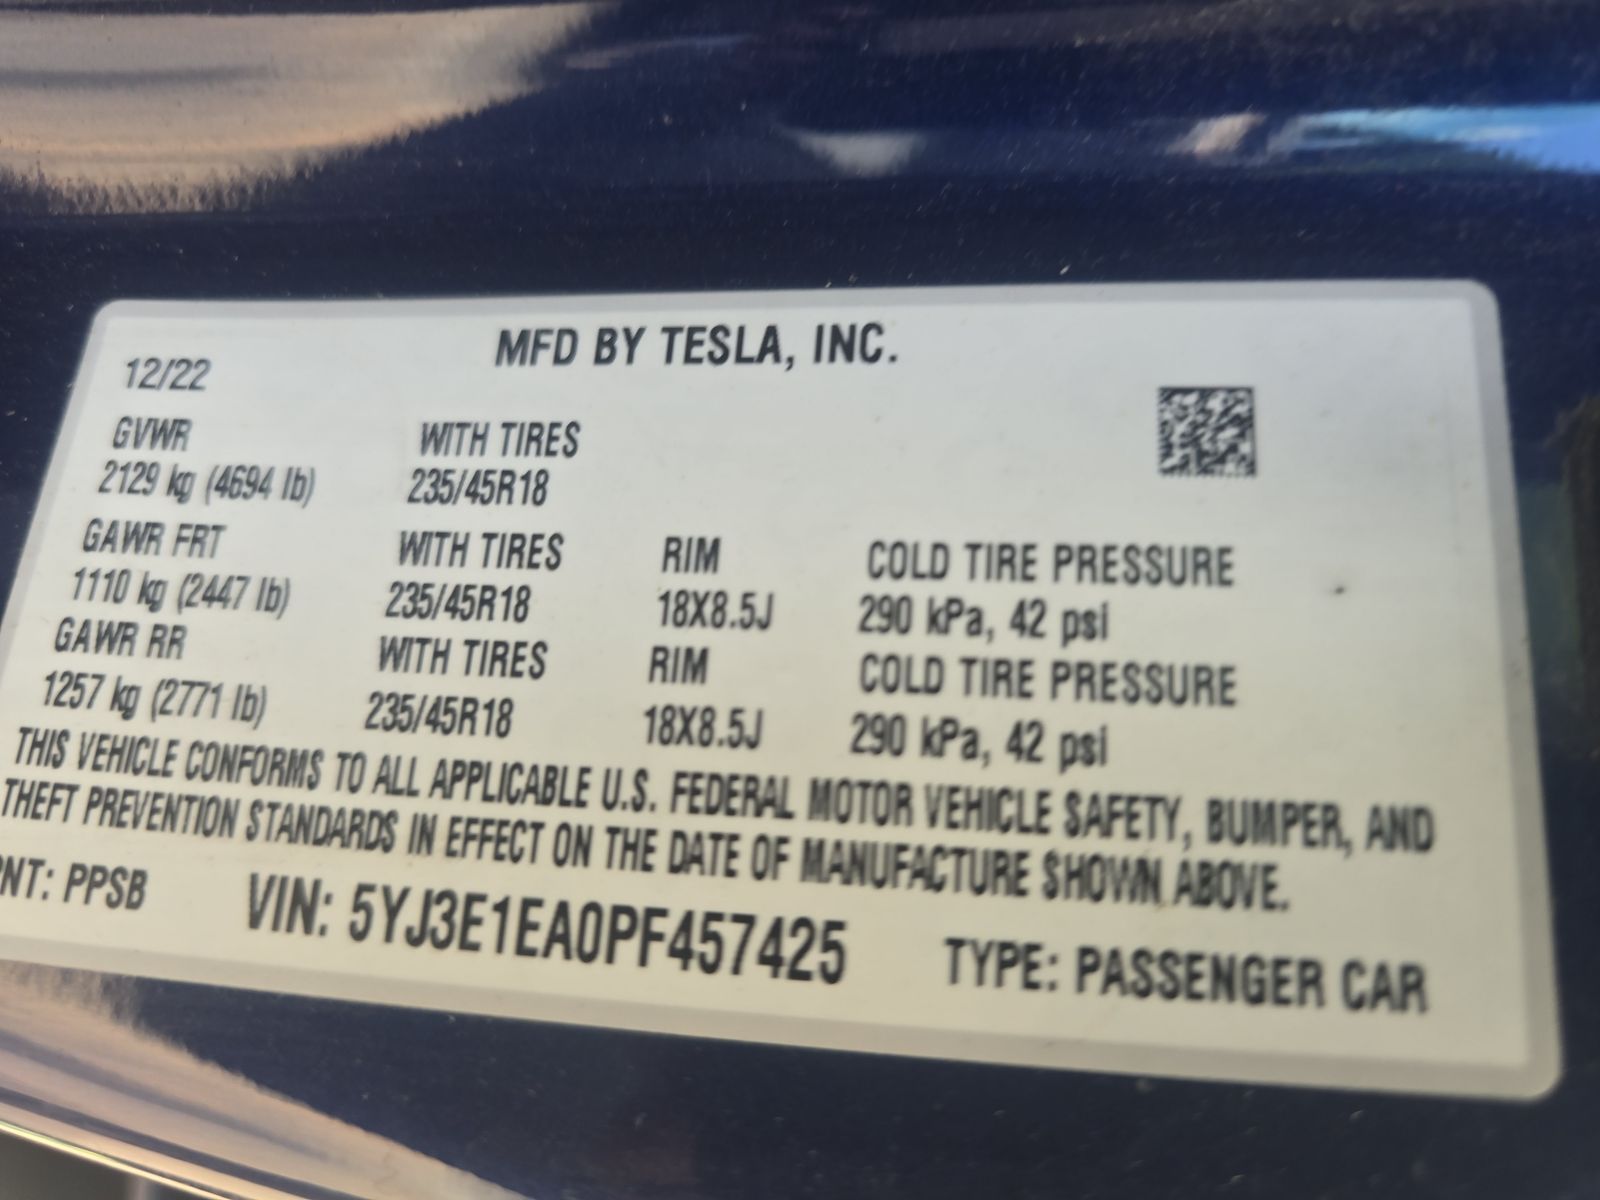 MFD BY TESLA, INC.
12/22
GVWR WITH TIRES
2129 kg (4694 lb) 235/45R18
GAWR FRT WITH TIRES RIM COLD TIRE PRESSURE
1110 kg (2447 lb) 235/45R18 18X8.5J 290 kPa, 42 psi
GAWR RR WITH TIRES RIM COLD TIRE PRESSURE
1257 kg (2771 lb) 235/45R18 18X8.5J 290 kPa, 42 psi
THIS VEHICLE CONFORMS TO ALL APPLICABLE U.S. FEDERAL MOTOR VEHICLE SAFETY, BUMPER, AND
THEFT PREVENTION STANDARDS IN EFFECT ON THE DATE OF MANUFACTURE SHOWN ABOVE.
PNT: PPSB VIN: 5YJ3E1EA0PF457425 TYPE: PASSENGER CAR